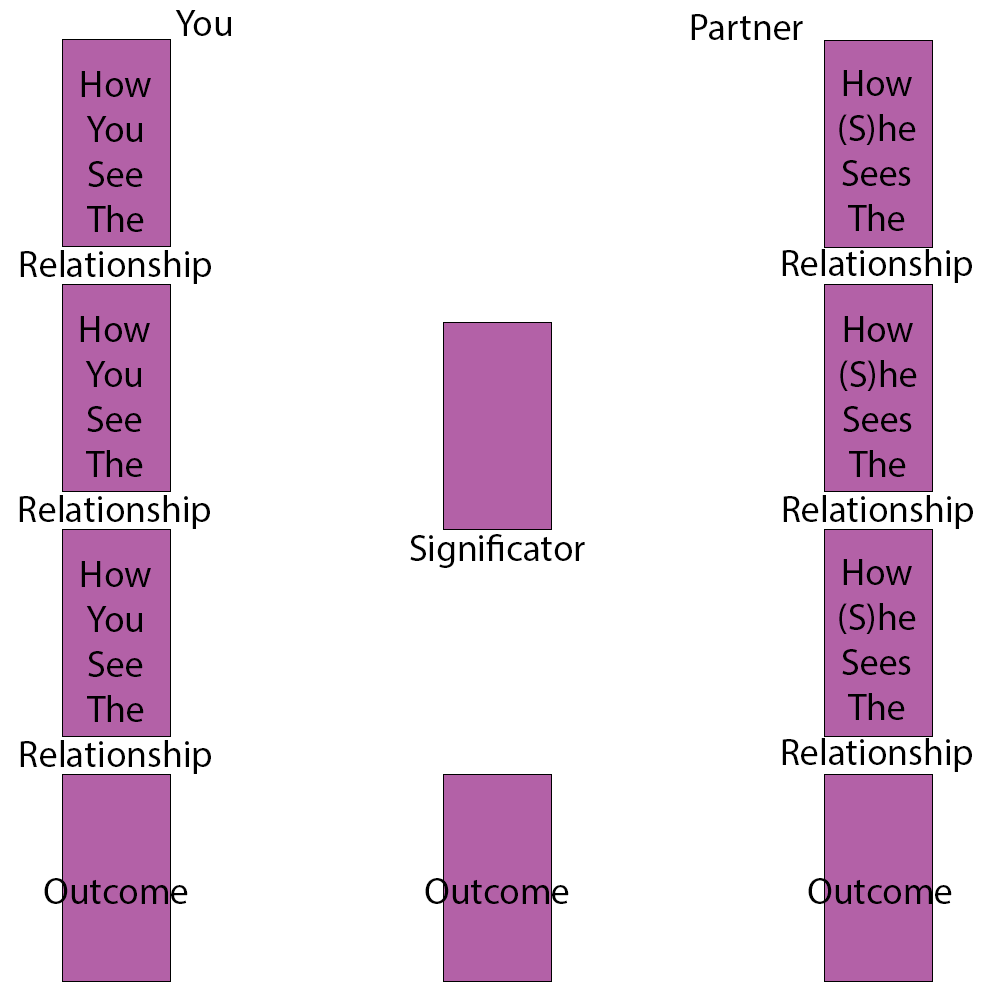 You
Partner
How
You
See
The
Relationship
How
(S)he
Sees
The
Relationship
How
You
See
The
Relationship
How
(S)he
Sees
The
Relationship
Significator
How
You
See
The
Relationship
How
(S)he
Sees
The
Relationship
Outcome
Outcome
Outcome